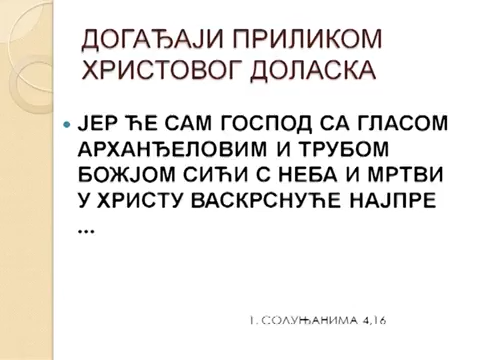 ДОГАЂАЈИ ПРИЛИКОМ
ХРИСТОВОГ ДОЛАСКА
ЈЕР ЋЕ САМ ГОСПОД СА ГЛАСОМ
АРХАНЂЕЛОВИМ И ТРУБОМ
БОЖЈОМ СИЋИ С НЕБА И МРТВИ
У ХРИСТУ ВАСКРСНУЋЕ НАЈПРЕ
...
1. СОЛУЊАНИМА 4,16